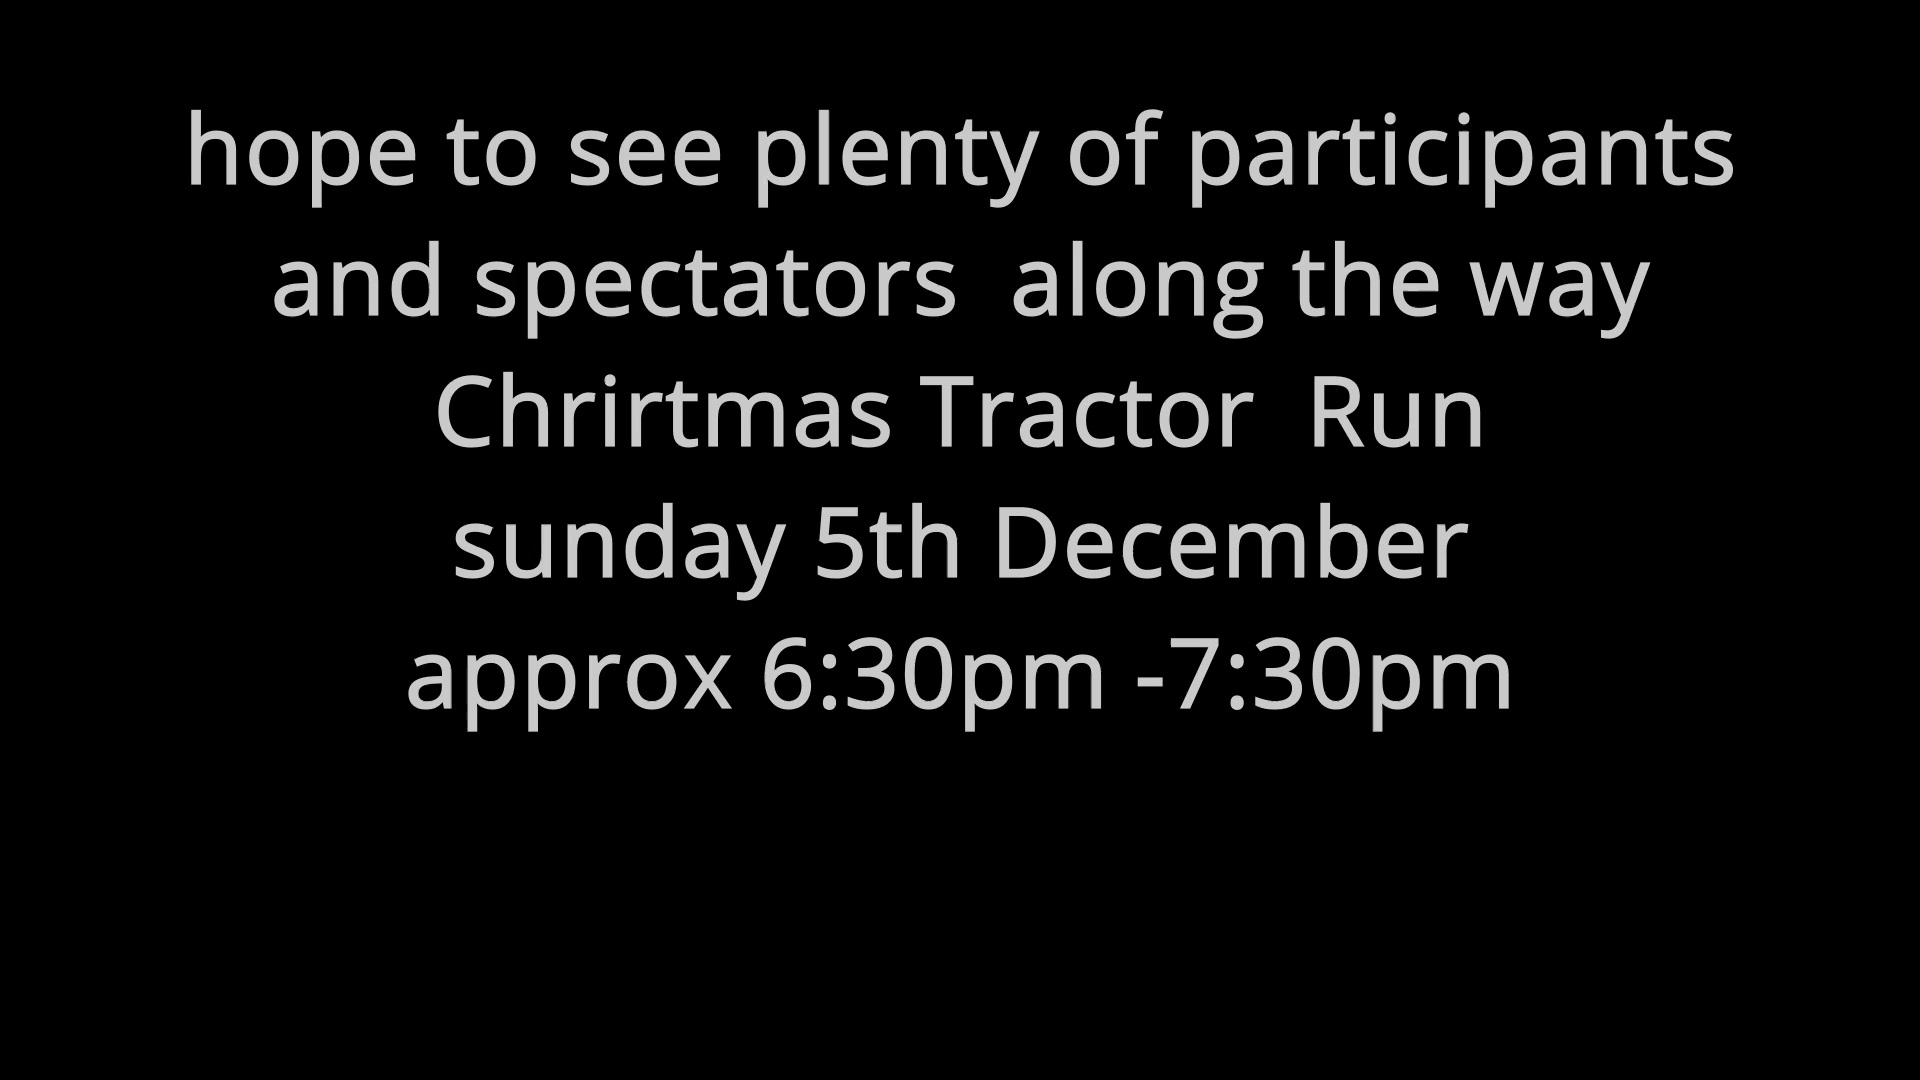 hope to see plenty of participants
and spectators  along the way
Chrirtmas Tractor  Run
sunday 5th December
approx 6:30pm -7:30pm